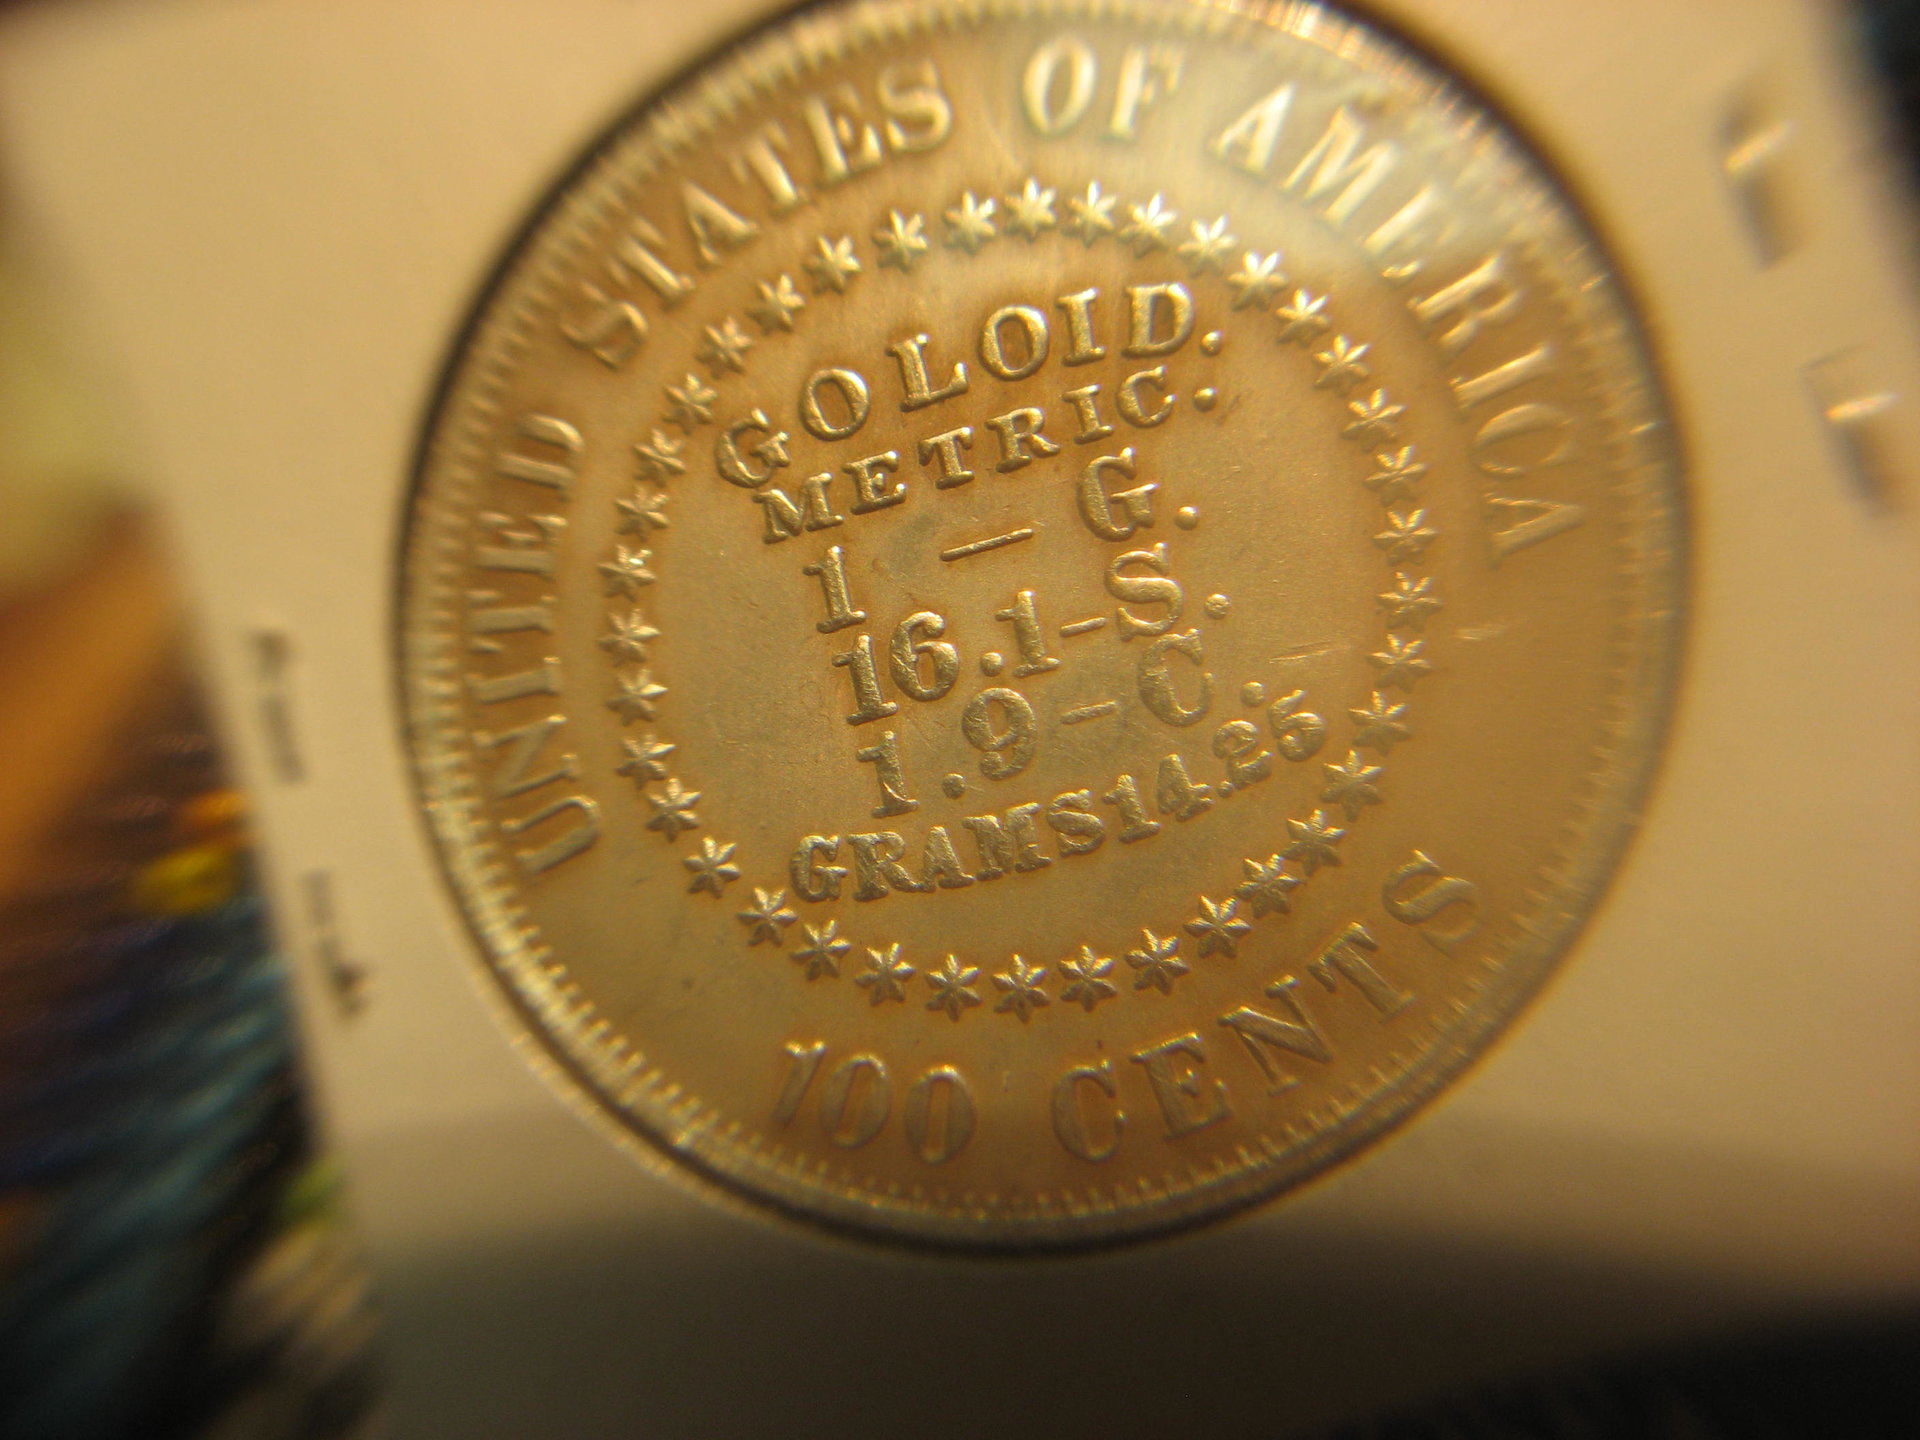 UNITED STATES OF AMERICA
GOLOID.
METRIC.
1 – G.
16.1–S.
1.9–C.
GRAMS14.25
100 CENTS